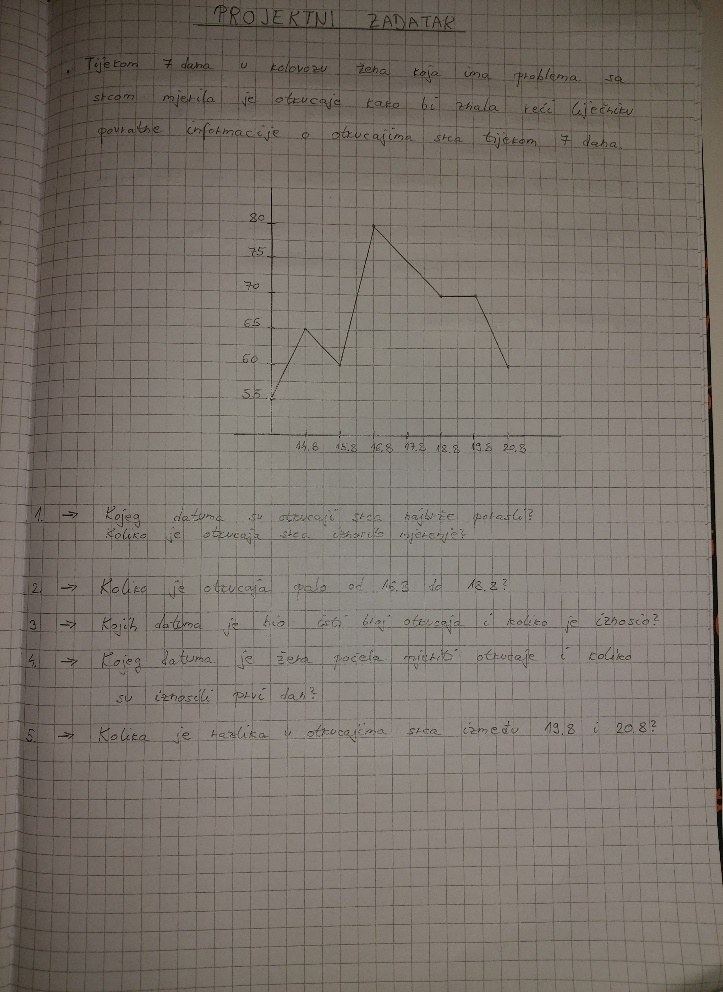 PROJEKTNI ZADATAK
. Tijekom 7 dana u kolovozu žena koja ima problema sa
srcom mjerila je otkucaje kako bi znala reći liječniku
povratne informacije o otkucajima srca tijekom 7 dana.
80
75
70
65
60
55
14.8 15.8 16.8 17.8 18.8 19.8 20.8
1. → Kojeg datuma su otkucaji srca najbrže porasli?
Koliko je otkucaja srca iznosilo mjerenje?
2. → Koliko je otkucaja palo od 16.8 do 18.8?
3. → Kojih datuma je bio isti broj otkucaja i koliko je iznosio?
4. → Kojeg datuma je žena počela mjeriti otkucaje i koliko
su iznosili prvi dan?
5. → Kolika je razlika u otkucajima srca između 19.8 i 20.8?